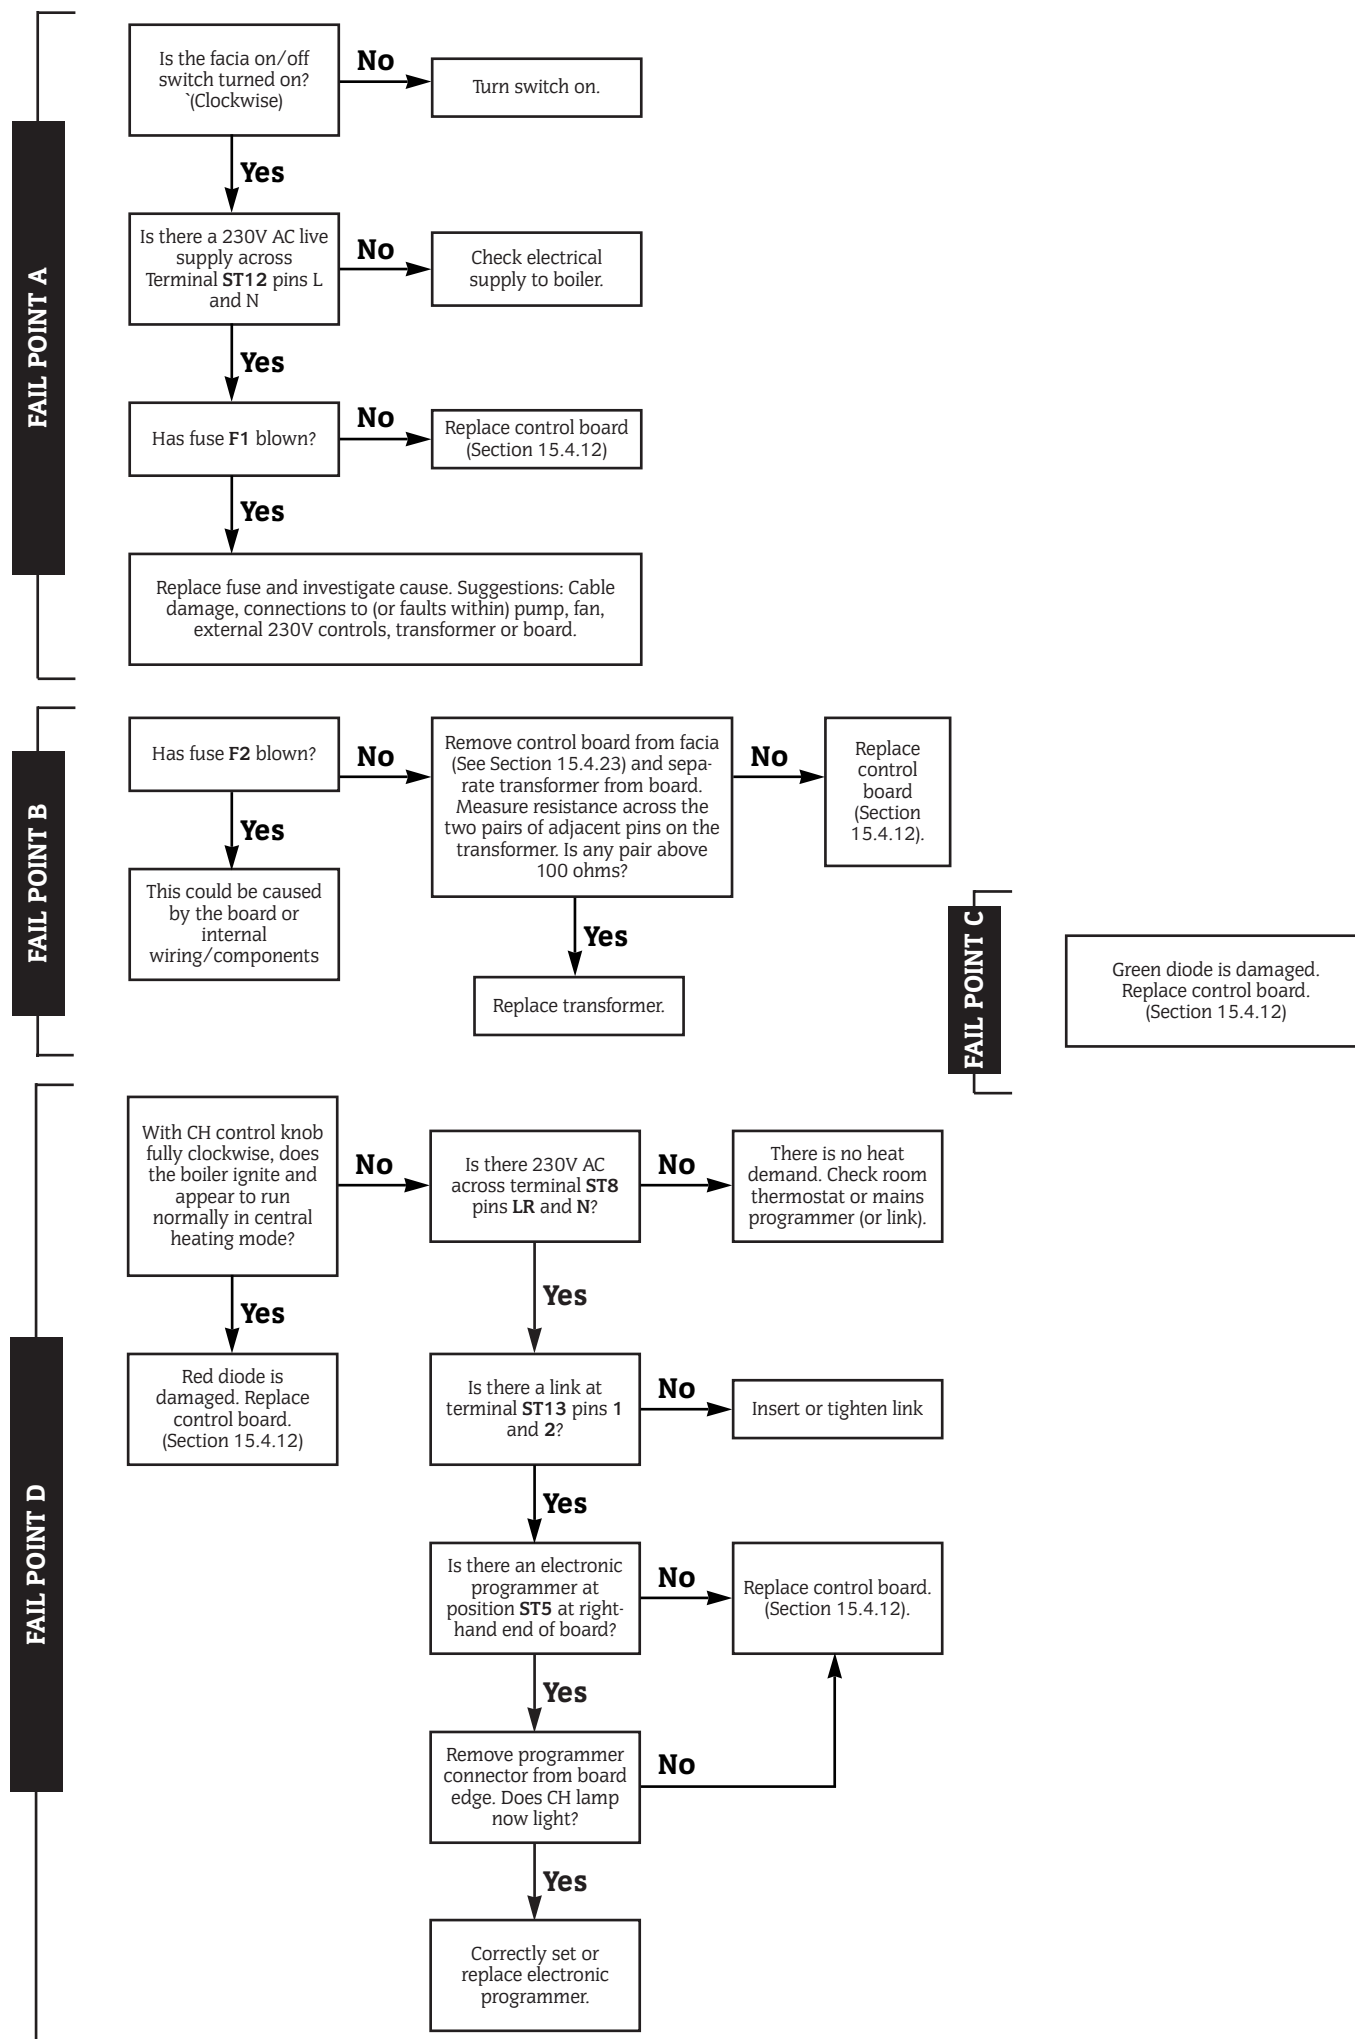 FAIL POINT A
Is the facia on/off
switch turned on?
`(Clockwise)
No
Turn switch on.
Yes
Is there a 230V AC live
supply across
Terminal ST12 pins L
and N
No
Check electrical
supply to boiler.
Yes
Has fuse F1 blown?
No
Replace control board
(Section 15.4.12)
Yes
Replace fuse and investigate cause. Suggestions: Cable
damage, connections to (or faults within) pump, fan,
external 230V controls, transformer or board.
FAIL POINT B
Has fuse F2 blown?
No
Remove control board from facia
(See Section 15.4.23) and sepa-
rate transformer from board.
Measure resistance across the
two pairs of adjacent pins on the
transformer. Is any pair above
100 ohms?
No
Replace
control
board
(Section
15.4.12).
Yes
This could be caused
by the board or
internal
wiring/components
Yes
Replace transformer.
FAIL POINT C
Green diode is damaged.
Replace control board.
(Section 15.4.12)
FAIL POINT D
With CH control knob
fully clockwise, does
the boiler ignite and
appear to run
normally in central
heating mode?
No
Is there 230V AC
across terminal ST8
pins LR and N?
No
There is no heat
demand. Check room
thermostat or mains
programmer (or link).
Yes
Red diode is
damaged. Replace
control board.
(Section 15.4.12)
Yes
Is there a link at
terminal ST13 pins 1
and 2?
No
Insert or tighten link
Yes
Is there an electronic
programmer at
position ST5 at right-
hand end of board?
No
Replace control board.
(Section 15.4.12).
Yes
Remove programmer
connector from board
edge. Does CH lamp
now light?
No
Yes
Correctly set or
replace electronic
programmer.